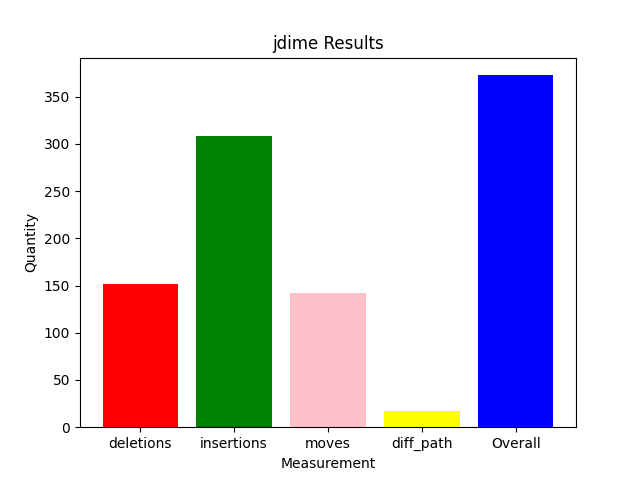 jdime Results
Quantity
350
300
250
200
150
100
50
0
deletions insertions moves diff_path Overall
Measurement